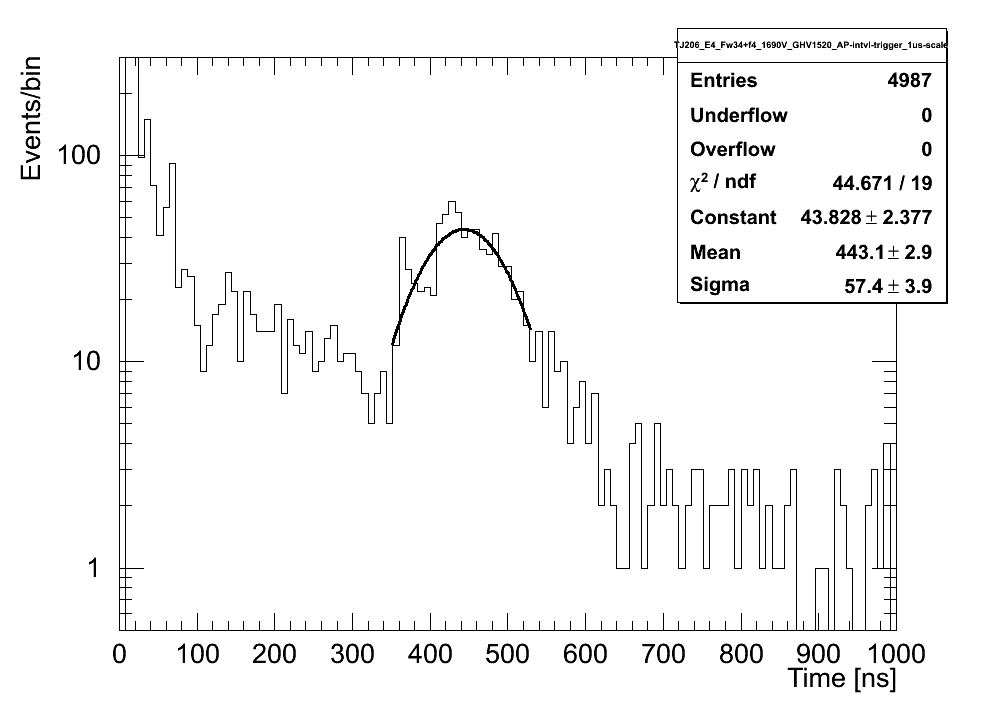 TJ206_E4_Fw34+f4_1690V_GHV1520_AP-intvl-trigger_1us-scale
Entries 4987
Underflow 0
Overflow 0
χ² / ndf 44.671 / 19
Constant 43.828 ± 2.377
Mean 443.1 ± 2.9
Sigma 57.4 ± 3.9
Events/bin
100
10
1
0 100 200 300 400 500 600 700 800 900 1000
Time [ns]